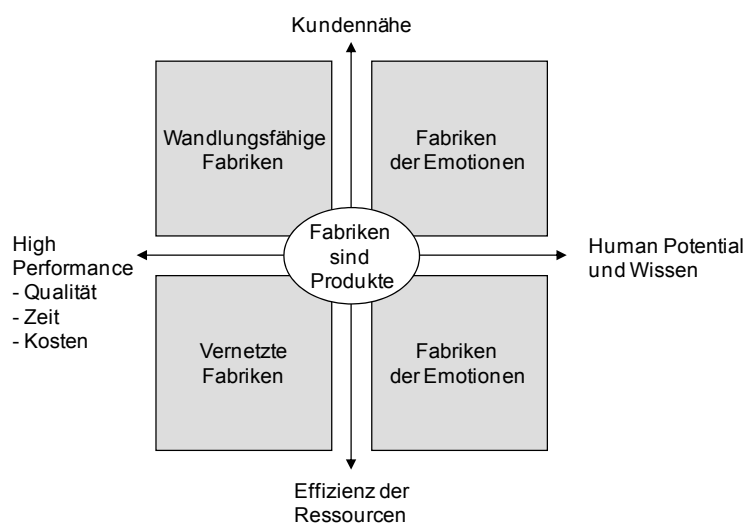 Kundennähe
Wandlungsfähige
Fabriken
Fabriken
der Emotionen
High
Performance
- Qualität
- Zeit
- Kosten
Fabriken
sind
Produkte
Human Potential
und Wissen
Vernetzte
Fabriken
Fabriken
der Emotionen
Effizienz der
Ressourcen